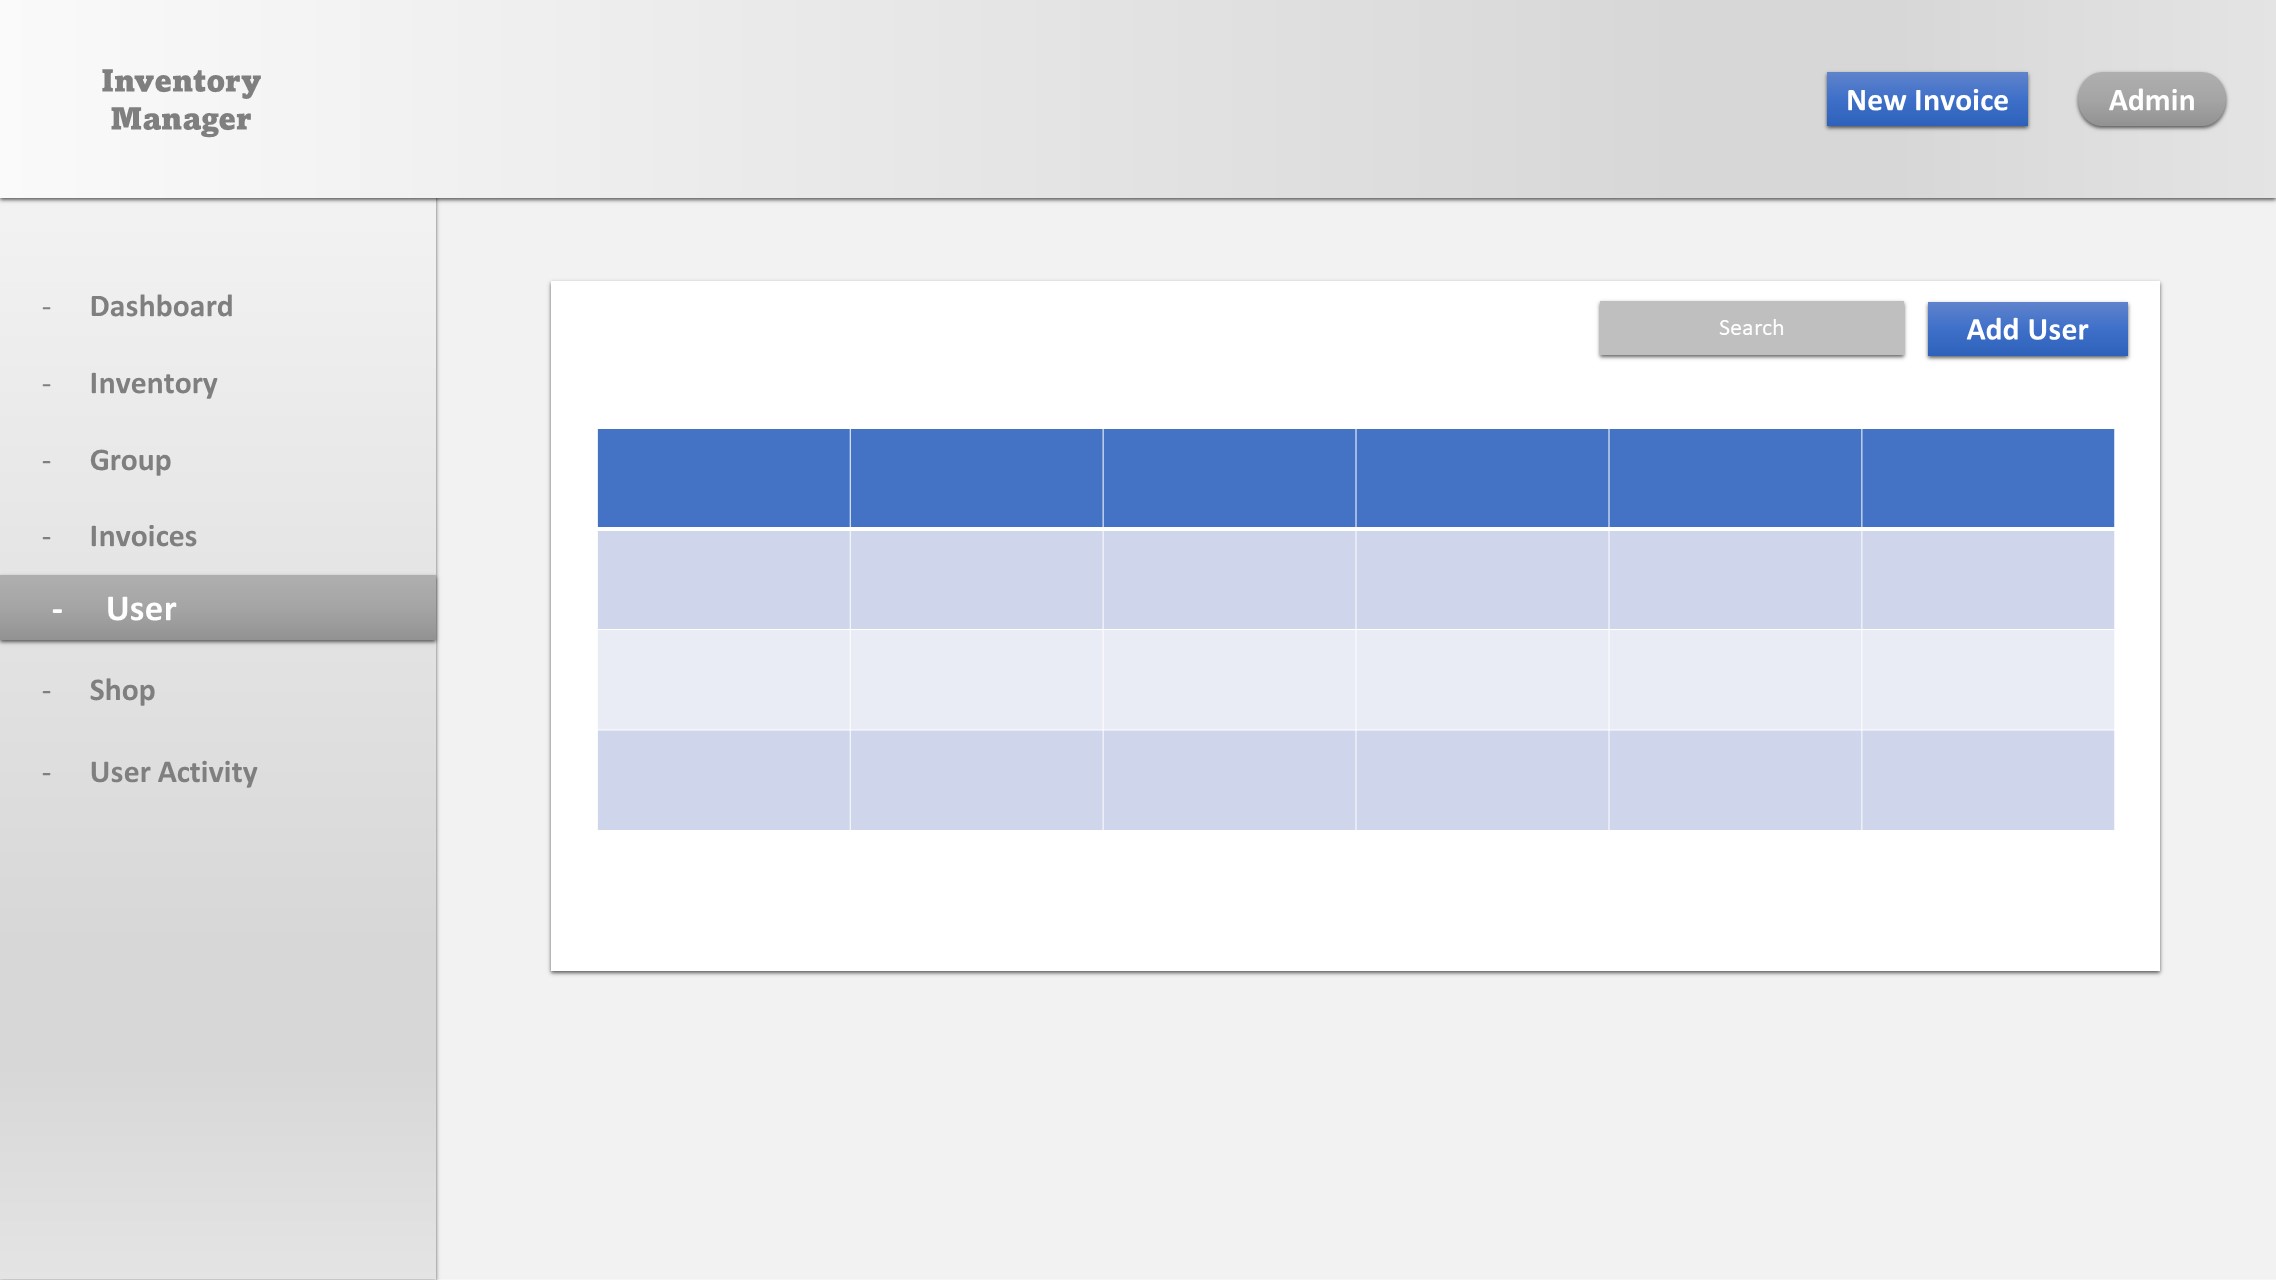 Inventory
Manager
New Invoice
Admin
- Dashboard
- Inventory
- Group
- Invoices
- User
- Shop
- User Activity
Search
Add User